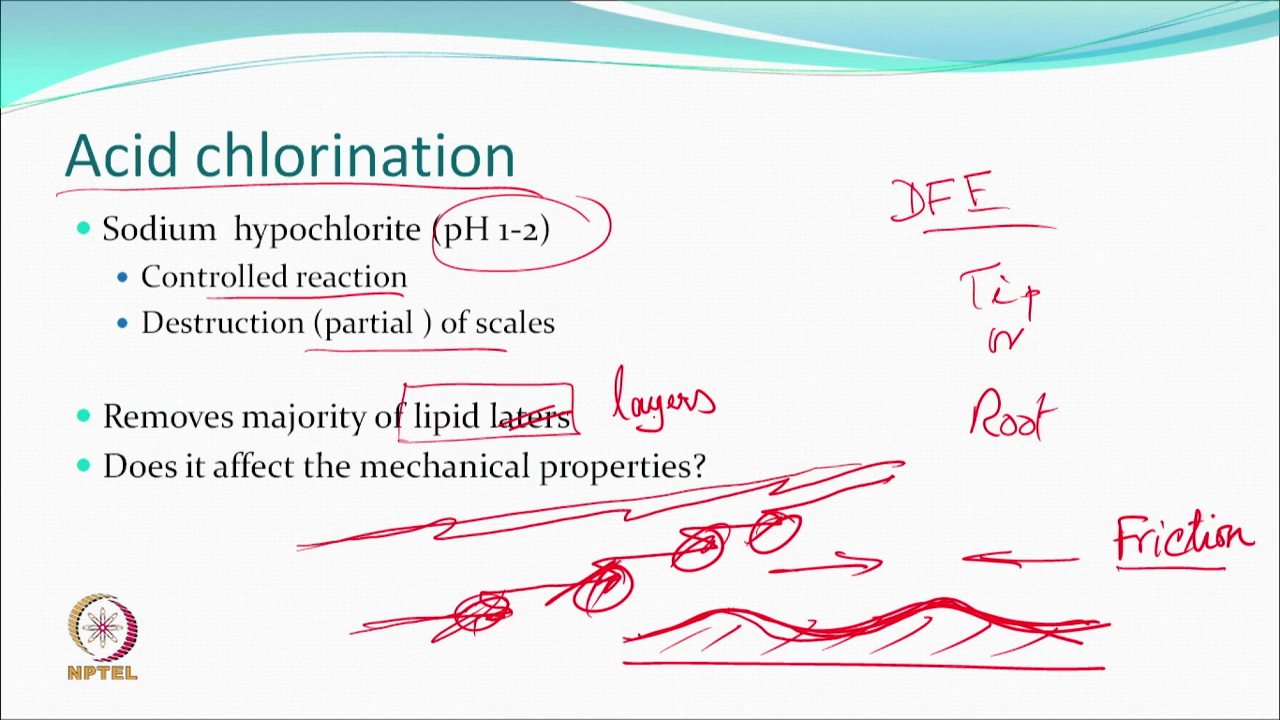 Acid chlorination
Sodium hypochlorite (pH 1-2)
Controlled reaction
Destruction (partial ) of scales
Removes majority of lipid laters
layers
Does it affect the mechanical properties?
DFE
Tip
or
Root
Friction
NPTEL